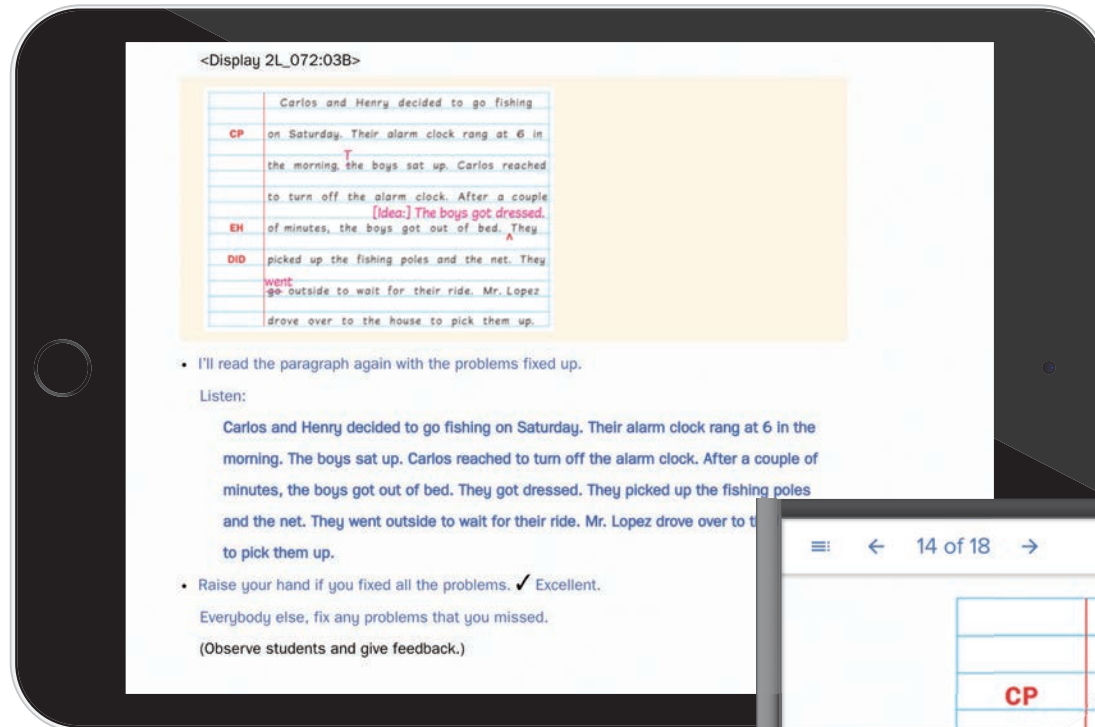 <Display 2L_072:03B>
Carlos and Henry decided to go fishing
CP on Saturday. Their alarm clock rang at 6 in
T
the morning, the boys sat up. Carlos reached
to turn off the alarm clock. After a couple
[Idea:] The boys got dressed.
EH of minutes, the boys got out of bed. ^ They
DID picked up the fishing poles and the net. They
went
go outside to wait for their ride. Mr. Lopez
drove over to the house to pick them up.
• I'll read the paragraph again with the problems fixed up.
Listen:
Carlos and Henry decided to go fishing on Saturday. Their alarm clock rang at 6 in the
morning. The boys sat up. Carlos reached to turn off the alarm clock. After a couple of
minutes, the boys got out of bed. They got dressed. They picked up the fishing poles
and the net. They went outside to wait for their ride. Mr. Lopez drove over to
to pick them up.
• Raise your hand if you fixed all the problems. ✓ Excellent.
Everybody else, fix any problems that you missed.
(Observe students and give feedback.)
← 14 of 18 →
CP